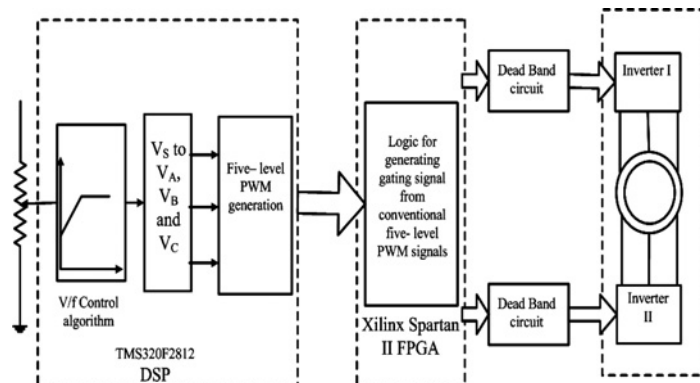 V/f Control
algorithm
V_S to
V_A,
V_B
and
V_C
Five– level
PWM
generation
TMS320F2812
DSP
Logic for
generating
gating signal
from
conventional
five- level
PWM signals
Xilinx Spartan
II FPGA
Dead Band
circuit
Dead Band
circuit
Inverter I
Inverter
II